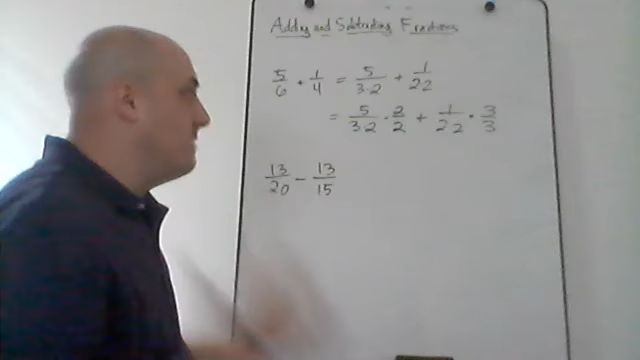 Adding and Subtracting Fractions
5/6 + 1/4 = 5/3·2 + 1/2·2
= 5/3·2 · 2/2 + 1/2·2 · 3/3
13/20 − 13/15